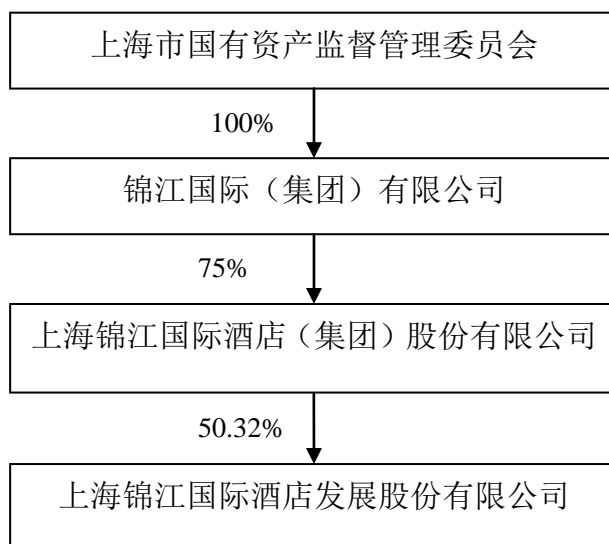 上海市国有资产监督管理委员会
100%
锦江国际（集团）有限公司
75%
上海锦江国际酒店（集团）股份有限公司
50.32%
上海锦江国际酒店发展股份有限公司